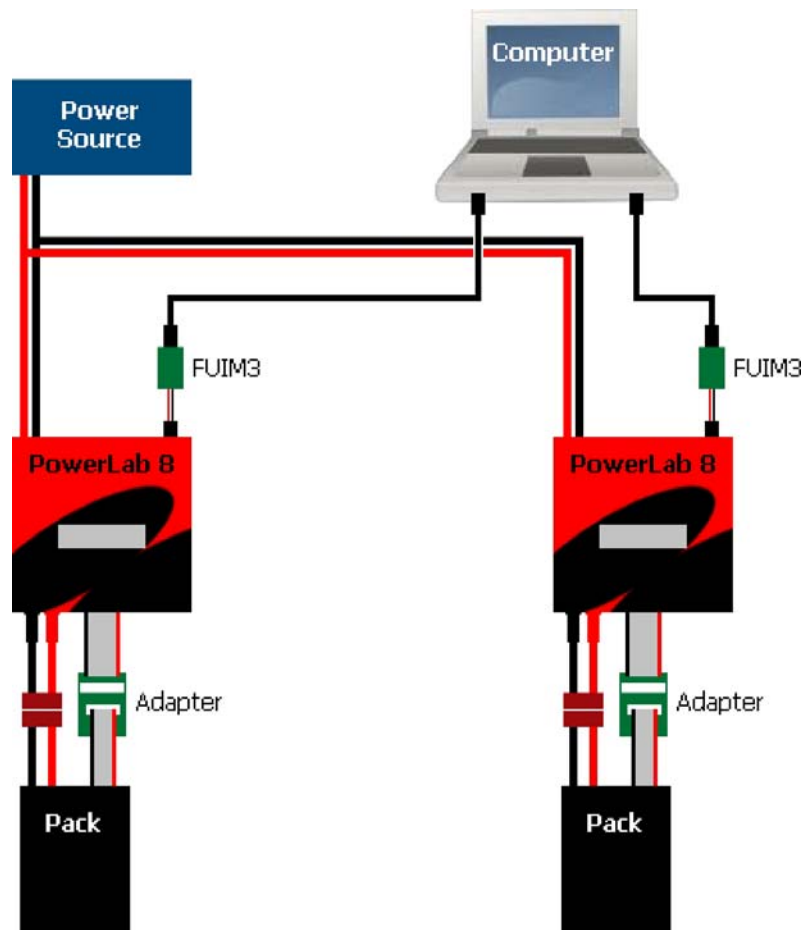 Computer
Power
Source
FUIM3
FUIM3
PowerLab 8
PowerLab 8
Adapter
Adapter
Pack
Pack